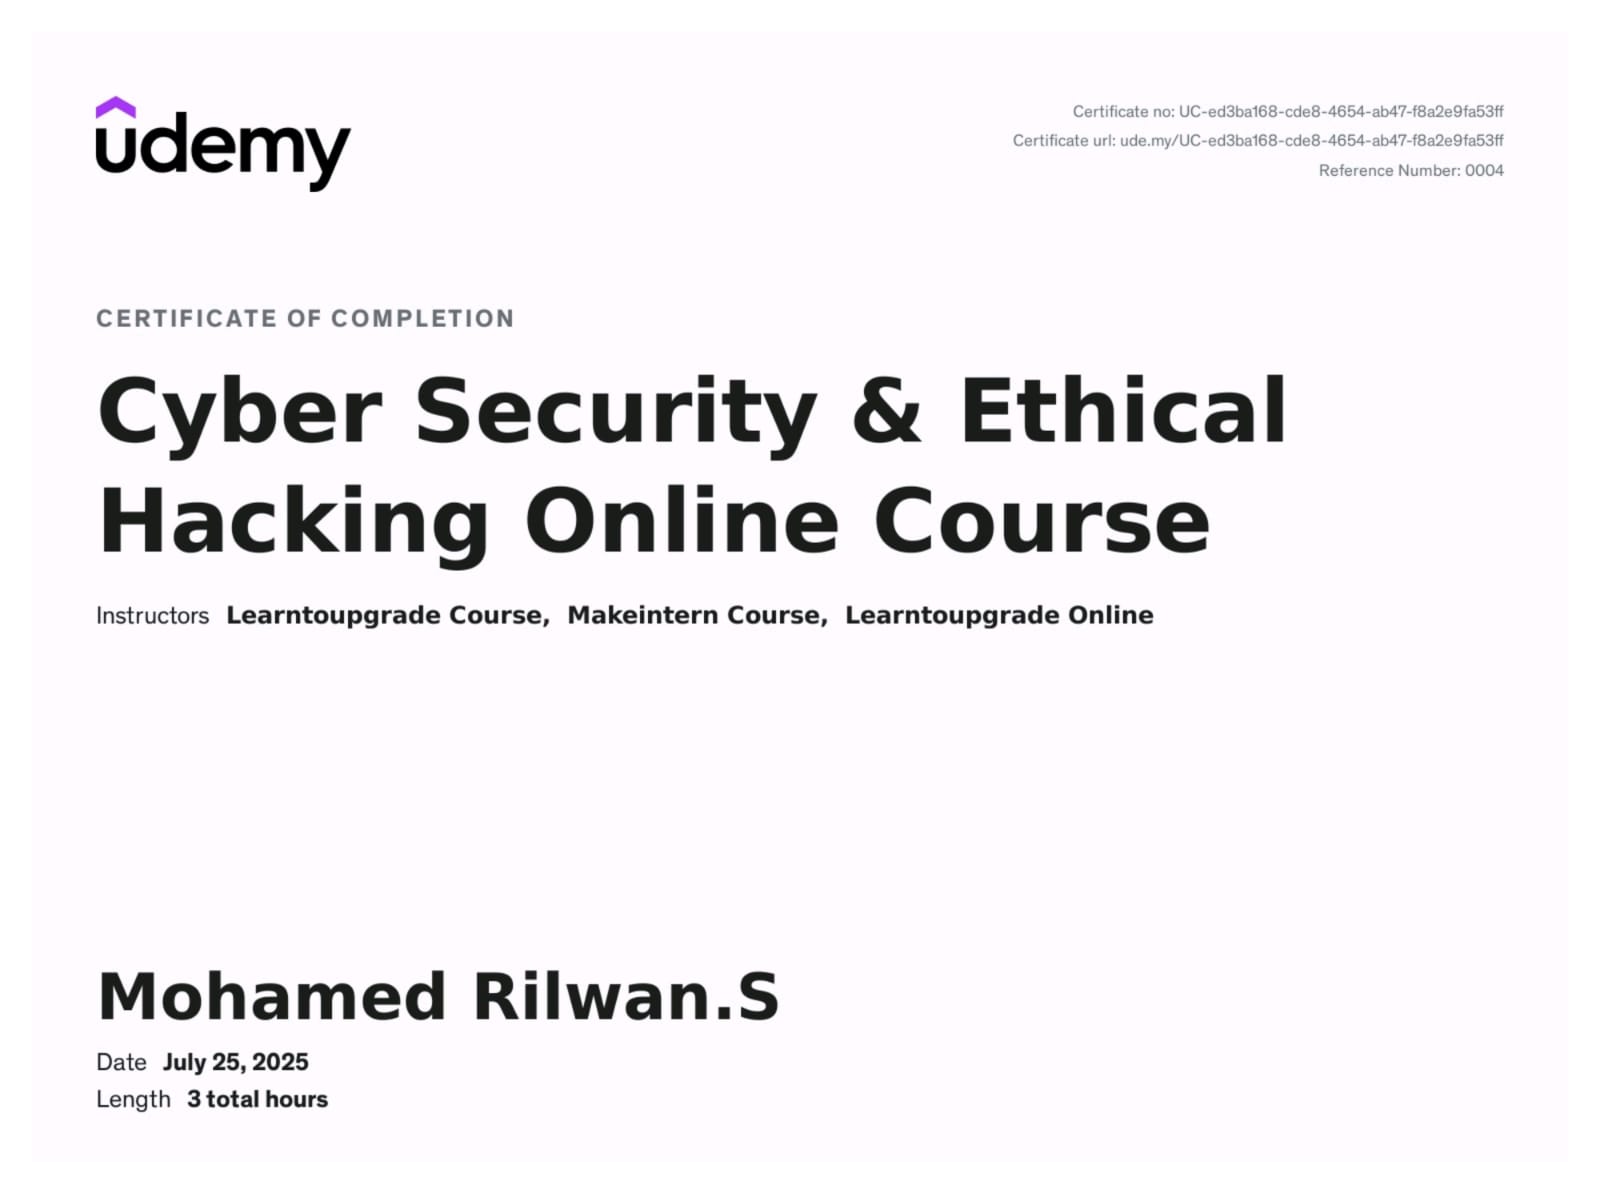 udemy
Certificate no: UC-ed3ba168-cde8-4654-ab47-f8a2e9fa53ff
Certificate url: ude.my/UC-ed3ba168-cde8-4654-ab47-f8a2e9fa53ff
Reference Number: 0004
CERTIFICATE OF COMPLETION
Cyber Security & Ethical
Hacking Online Course
Instructors Learntoupgrade Course, Makeintern Course, Learntoupgrade Online
Mohamed Rilwan.S
Date July 25, 2025
Length 3 total hours